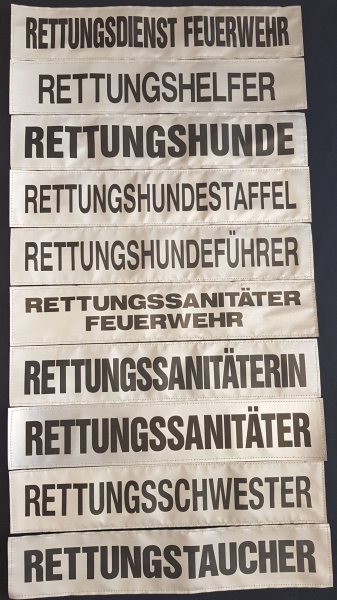 RETTUNGSDIENST FEUERWEHR
RETTUNGSHELFER
RETTUNGSHUNDE
RETTUNGSHUNDESTAFFEL
RETTUNGSHUNDEFÜHRER
RETTUNGSSANITÄTER
FEUERWEHR
RETTUNGSSANITÄTERIN
RETTUNGSSANITÄTER
RETTUNGSSCHWESTER
RETTUNGSTAUCHER